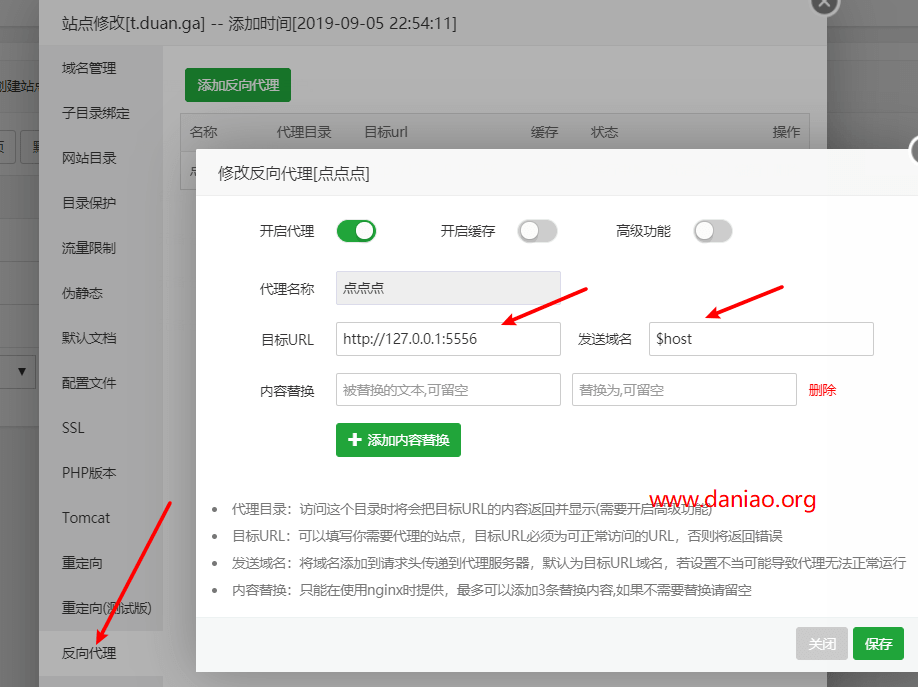 站点修改[t.duan.ga] -- 添加时间[2019-09-05 22:54:11]
域名管理
子目录绑定
网站目录
目录保护
流量限制
伪静态
默认文档
配置文件
SSL
PHP版本
Tomcat
重定向
重定向(测试版)
反向代理
添加反向代理
名称 代理目录 目标url 缓存 状态 操作
修改反向代理[点点点]
开启代理 开启缓存 高级功能
代理名称 点点点
目标URL http://127.0.0.1:5556 发送域名 $host
内容替换 被替换的文本,可留空 替换为,可留空 删除
添加内容替换
www.daniao.org
代理目录：访问这个目录时将会把目标URL的内容返回并显示(需要开启高级功能)
目标URL：可以填写你需要代理的站点，目标URL必须为可正常访问的URL，否则将返回错误
发送域名：将域名添加到请求头传递到代理服务器，默认为目标URL域名，若设置不当可能导致代理无法正常运行
内容替换：只能在使用nginx时提供，最多可以添加3条替换内容,如果不需要替换请留空
关闭 保存